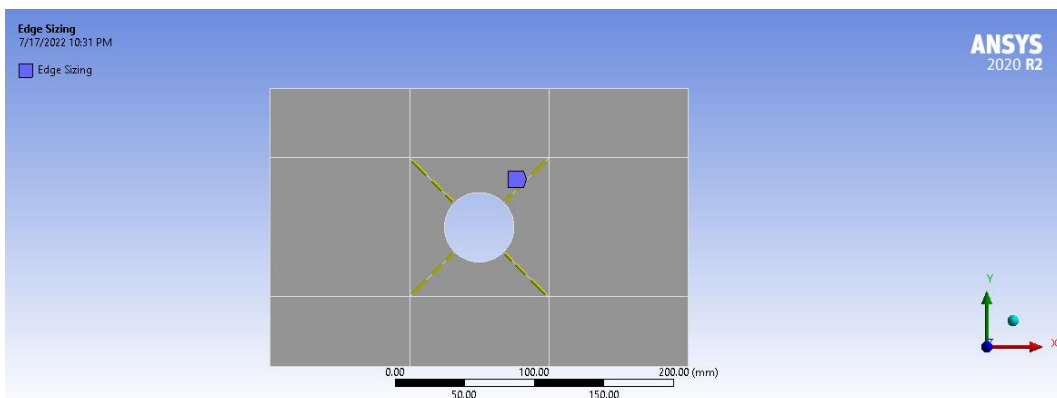 Edge Sizing
7/17/2022 10:31 PM
Edge Sizing
ANSYS
2020 R2
Y
X
0.00 100.00 200.00 (mm)
50.00 150.00